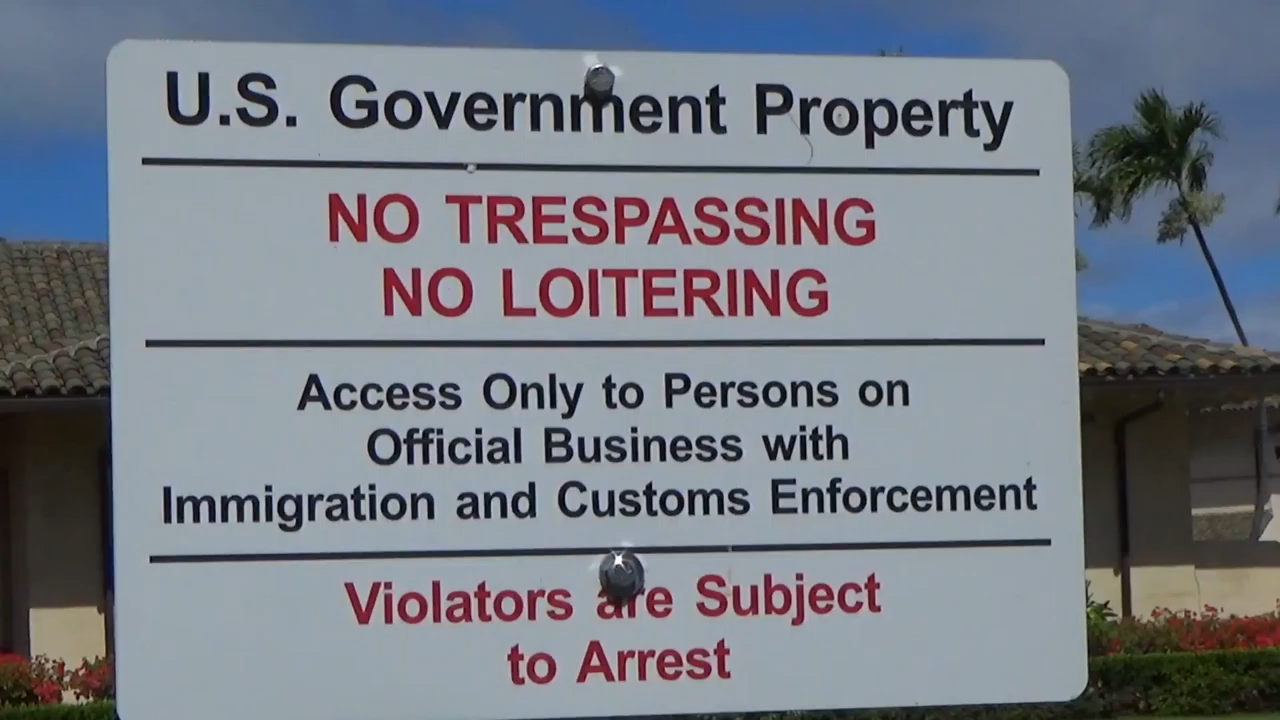 U.S. Government Property
NO TRESPASSING
NO LOITERING
Access Only to Persons on
Official Business with
Immigration and Customs Enforcement
Violators are Subject
to Arrest